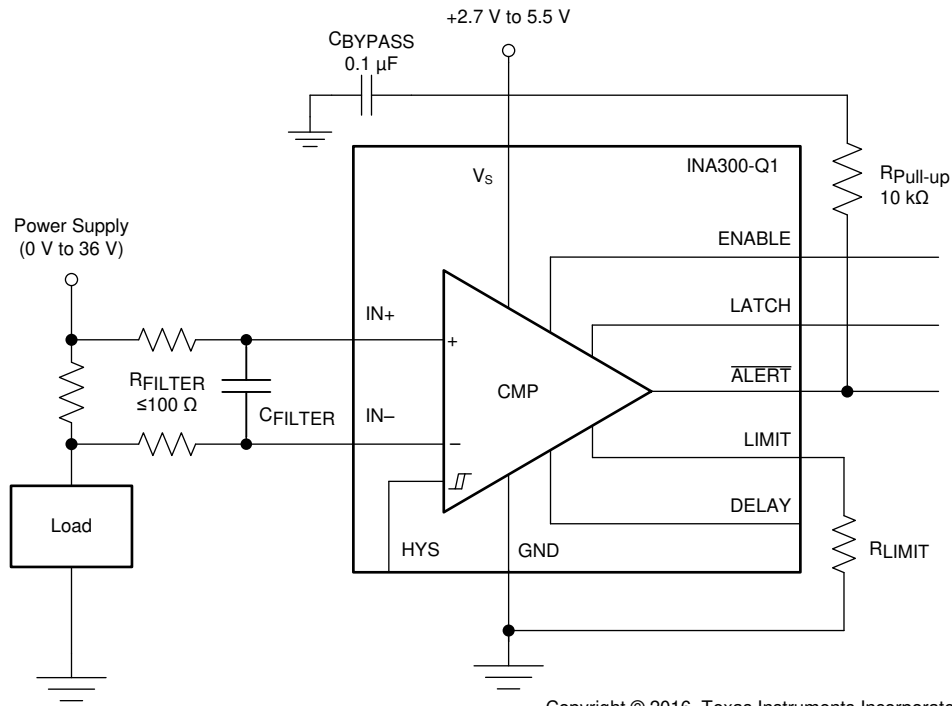 +2.7 V to 5.5 V
CBYPASS
0.1 µF
INA300-Q1
VS
RPull-up
10 kΩ
Power Supply
(0 V to 36 V)
ENABLE
IN+
LATCH
+
RFILTER
≤100 Ω
CFILTER
CMP
ALERT
IN–
–
LIMIT
Load
DELAY
HYS
GND
RLIMIT
Copyright © 2016, Texas Instruments Incorporate